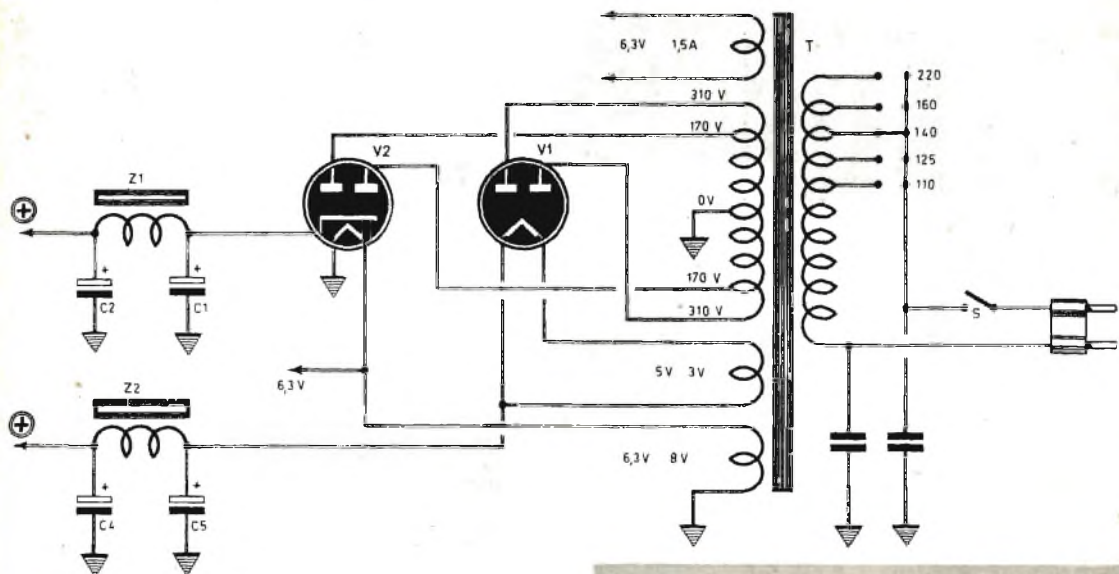 6,3V 1,5A
T
220
160
140
125
110
310 V
170 V
0V
170 V
310 V
V2
V1
Z1
+
+
+
C2
C1
6,3V
5V 3V
6,3V 8V
S
Z2
+
+
+
C4
C5